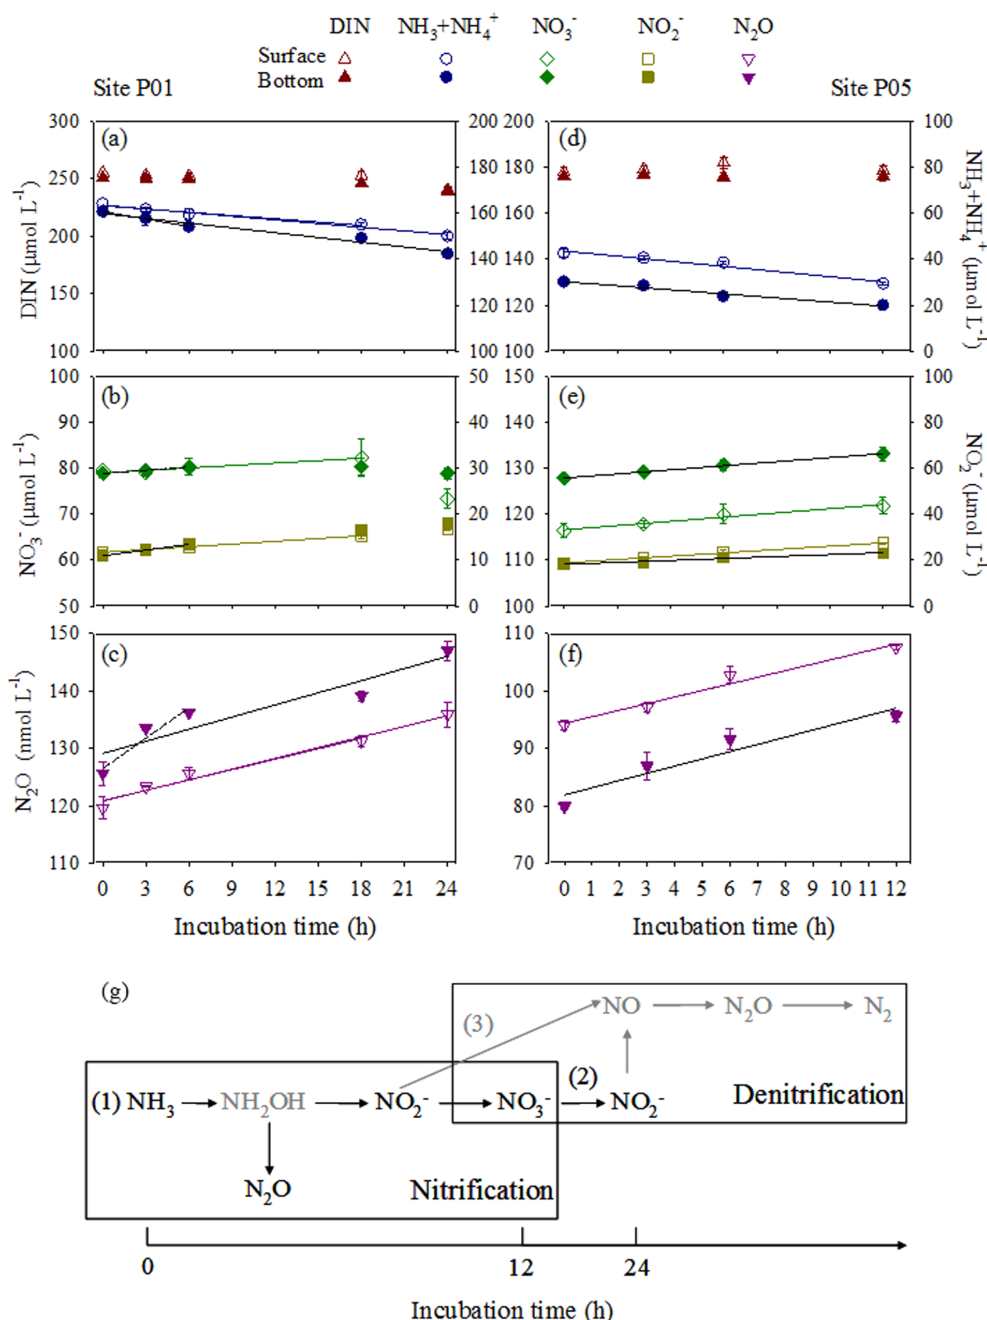 DIN NH₃+NH₄⁺ NO₃⁻ NO₂⁻ N₂O
Surface
Bottom
Site P01
Site P05
(a)
300
250
200
150
100
DIN (μmol L⁻¹)
200
180
160
140
120
100
(d)
200
180
160
140
120
100
100
80
60
40
20
0
NH₃+NH₄⁺ (μmol L⁻¹)
(b)
100
90
80
70
60
50
NO₃⁻ (μmol L⁻¹)
50
40
30
20
10
0
(e)
150
140
130
120
110
100
100
80
60
40
20
0
NO₂⁻ (μmol L⁻¹)
(c)
150
140
130
120
110
N₂O (nmol L⁻¹)
0 3 6 9 12 15 18 21 24
Incubation time (h)
(f)
110
100
90
80
70
0 1 2 3 4 5 6 7 8 9 10 11 12
Incubation time (h)
(g)
NO N₂O N₂
(3)
(1) NH₃ NH₂OH NO₂⁻ NO₃⁻ (2) NO₂⁻
Denitrification
N₂O
Nitrification
0 12 24
Incubation time (h)